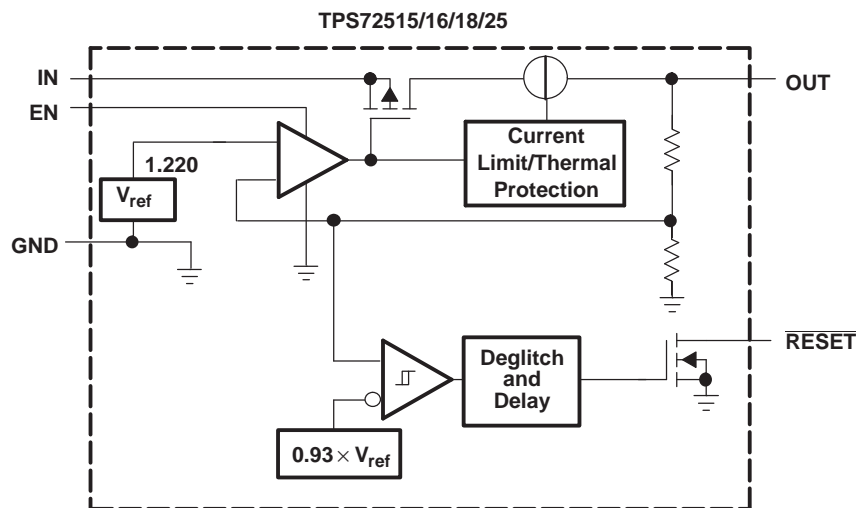 TPS72515/16/18/25
IN
OUT
EN
Current
Limit/Thermal
Protection
1.220
Vref
GND
RESET
Deglitch
and
Delay
0.93 × Vref